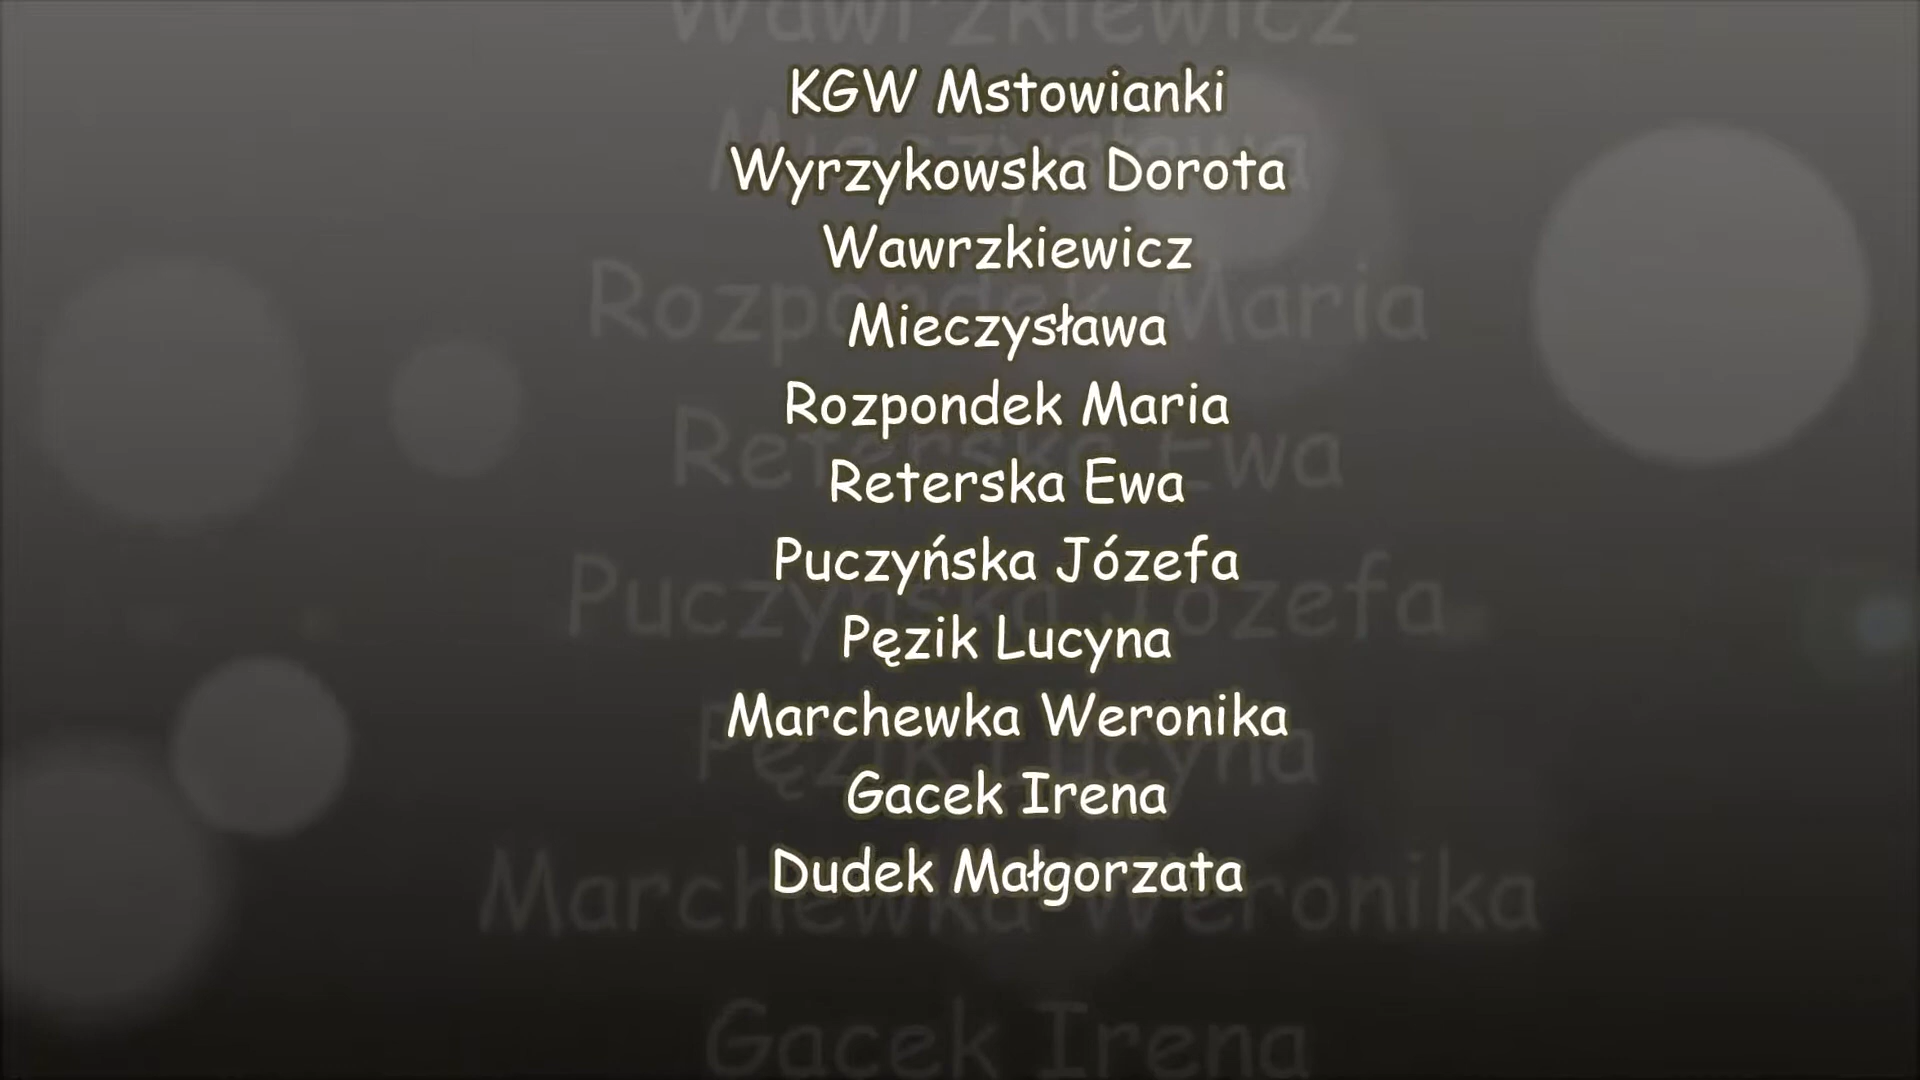 KGW Mstowianki
Wyrzykowska Dorota
Wawrzkiewicz
Mieczysława
Rozpondek Maria
Reterska Ewa
Puczyńska Józefa
Pęzik Lucyna
Marchewka Weronika
Gacek Irena
Dudek Małgorzata